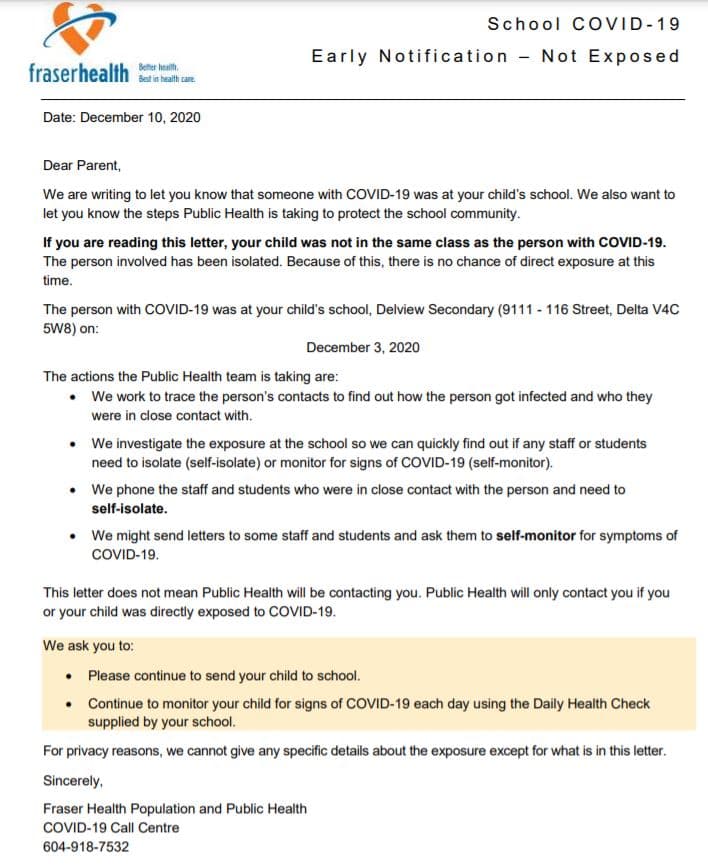 School COVID-19
Early Notification – Not Exposed
fraserhealth
Better health.
Best in health care.
Date: December 10, 2020
Dear Parent,
We are writing to let you know that someone with COVID-19 was at your child's school. We also want to
let you know the steps Public Health is taking to protect the school community.
If you are reading this letter, your child was not in the same class as the person with COVID-19.
The person involved has been isolated. Because of this, there is no chance of direct exposure at this
time.
The person with COVID-19 was at your child's school, Delview Secondary (9111 - 116 Street, Delta V4C
5W8) on:
December 3, 2020
The actions the Public Health team is taking are:
• We work to trace the person's contacts to find out how the person got infected and who they
were in close contact with.
• We investigate the exposure at the school so we can quickly find out if any staff or students
need to isolate (self-isolate) or monitor for signs of COVID-19 (self-monitor).
• We phone the staff and students who were in close contact with the person and need to
self-isolate.
• We might send letters to some staff and students and ask them to self-monitor for symptoms of
COVID-19.
This letter does not mean Public Health will be contacting you. Public Health will only contact you if you
or your child was directly exposed to COVID-19.
We ask you to:
• Please continue to send your child to school.
• Continue to monitor your child for signs of COVID-19 each day using the Daily Health Check
supplied by your school.
For privacy reasons, we cannot give any specific details about the exposure except for what is in this letter.
Sincerely,
Fraser Health Population and Public Health
COVID-19 Call Centre
604-918-7532